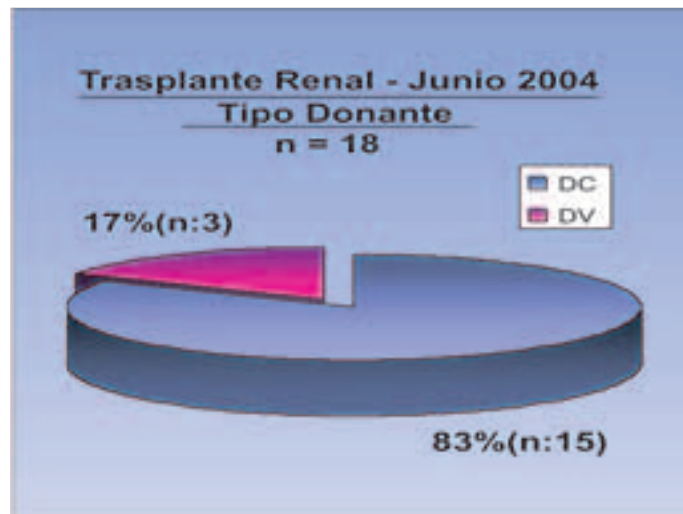 Trasplante Renal - Junio 2004
Tipo Donante
n = 18
DC
DV
17%(n:3)
83%(n:15)